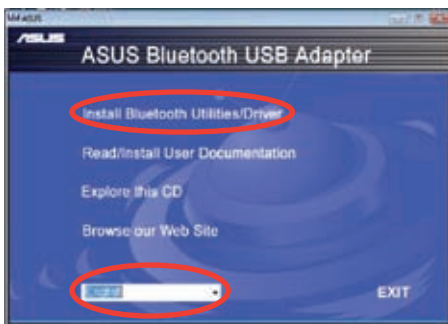 ASUS
ASUS Bluetooth USB Adapter
Install Bluetooth Utilities/Driver
Read/Install User Documentation
Explore this CD
Browse our Web Site
English
EXIT